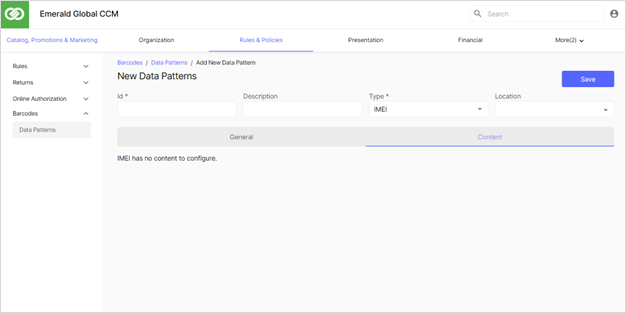 Emerald Global CCM
Search
Catalog, Promotions & Marketing
Organization
Rules & Policies
Presentation
Financial
More(2)
Rules
Returns
Online Authorization
Barcodes
Data Patterns
Barcodes / Data Patterns / Add New Data Pattern
New Data Patterns
Save
Id *
Description
Type *
Location
IMEI
General
Content
IMEI has no content to configure.